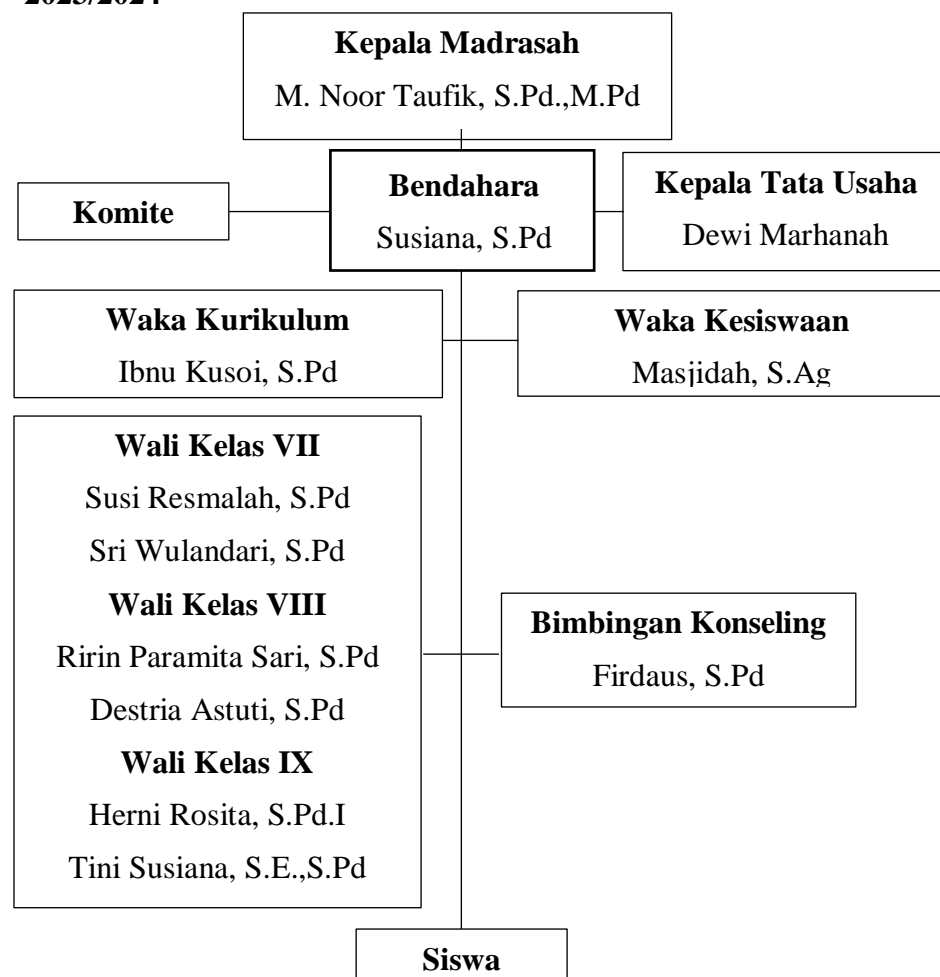 Kepala Madrasah
M. Noor Taufik, S.Pd.,M.Pd
Bendahara
Susiana, S.Pd
Komite
Kepala Tata Usaha
Dewi Marhanah
Waka Kurikulum
Ibnu Kusoi, S.Pd
Waka Kesiswaan
Masjidah, S.Ag
Wali Kelas VII
Susi Resmalah, S.Pd
Sri Wulandari, S.Pd
Wali Kelas VIII
Ririn Paramita Sari, S.Pd
Destria Astuti, S.Pd
Wali Kelas IX
Herni Rosita, S.Pd.I
Tini Susiana, S.E.,S.Pd
Bimbingan Konseling
Firdaus, S.Pd
Siswa